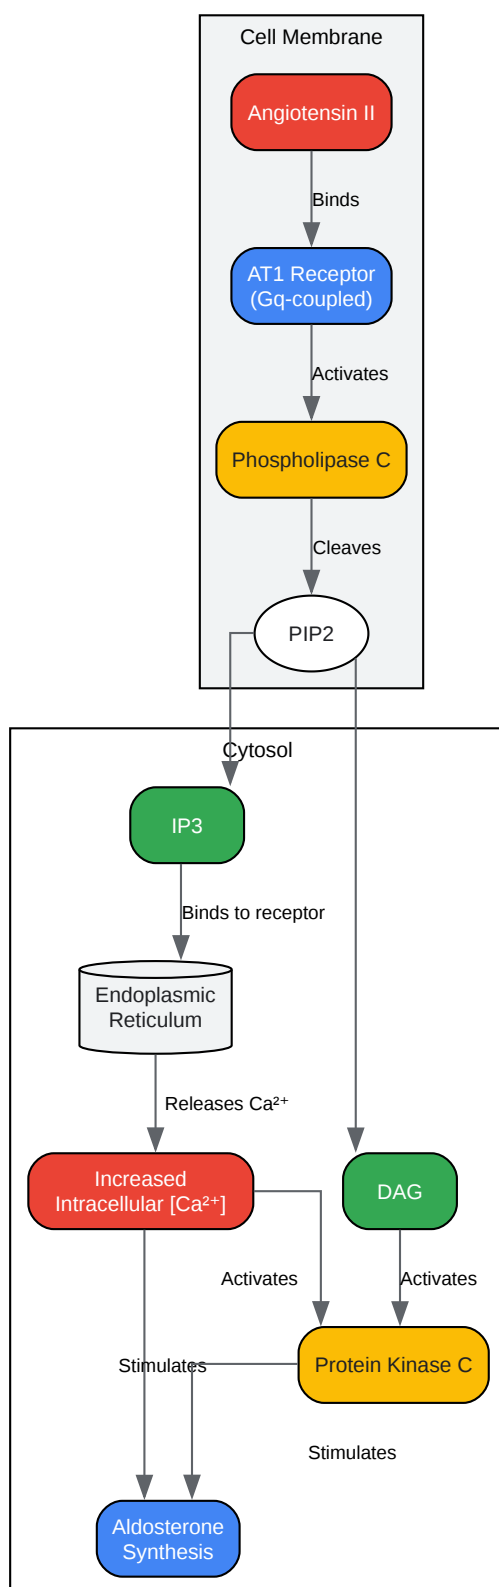 Cell Membrane
Angiotensin II
Binds
AT1 Receptor
(Gq-coupled)
Activates
Phospholipase C
Cleaves
PIP2
Cytosol
IP3
Binds to receptor
Endoplasmic
Reticulum
Releases Ca²⁺
Increased
Intracellular [Ca²⁺]
DAG
Activates
Activates
Protein Kinase C
Stimulates
Stimulates
Aldosterone
Synthesis